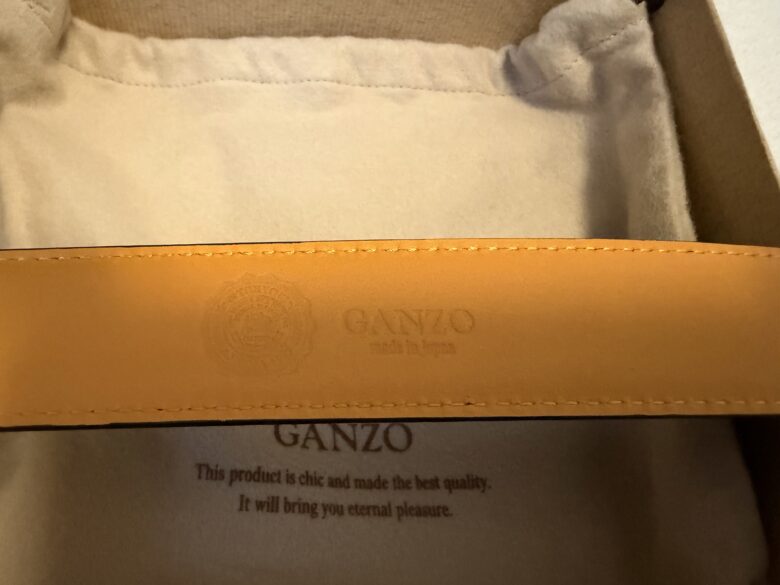 GANZO
made in Japan
GANZO
This product is chic and made the best quality.
It will bring you eternal pleasure.